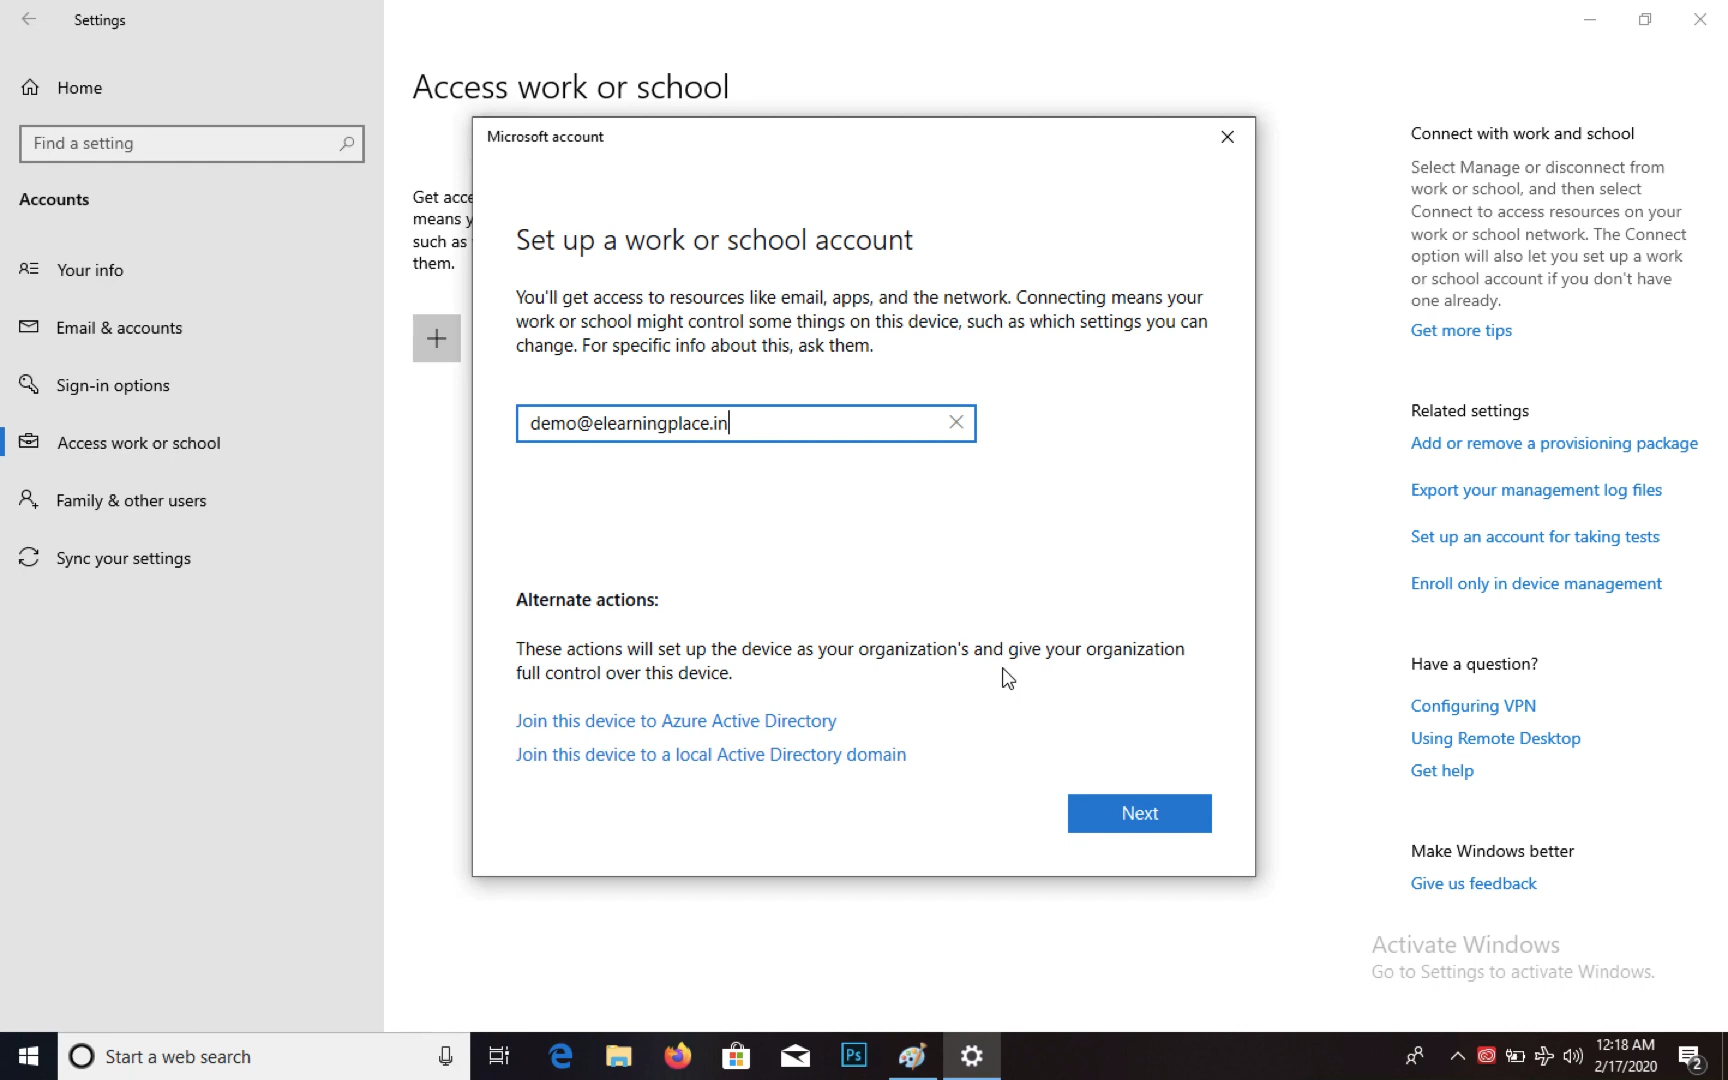 Settings
Home
Find a setting
Accounts
Your info
Email & accounts
Sign-in options
Access work or school
Family & other users
Sync your settings
Access work or school
Get acce
means y
such as
them.
Microsoft account
Set up a work or school account
You'll get access to resources like email, apps, and the network. Connecting means your
work or school might control some things on this device, such as which settings you can
change. For specific info about this, ask them.
demo@elearningplace.in
Alternate actions:
These actions will set up the device as your organization's and give your organization
full control over this device.
Join this device to Azure Active Directory
Join this device to a local Active Directory domain
Next
Connect with work and school
Select Manage or disconnect from
work or school, and then select
Connect to access resources on your
work or school network. The Connect
option will also let you set up a work
or school account if you don't have
one already.
Get more tips
Related settings
Add or remove a provisioning package
Export your management log files
Set up an account for taking tests
Enroll only in device management
Have a question?
Configuring VPN
Using Remote Desktop
Get help
Make Windows better
Give us feedback
Activate Windows
Go to Settings to activate Windows.
Start a web search
Ps
12:18 AM
2/17/2020
2